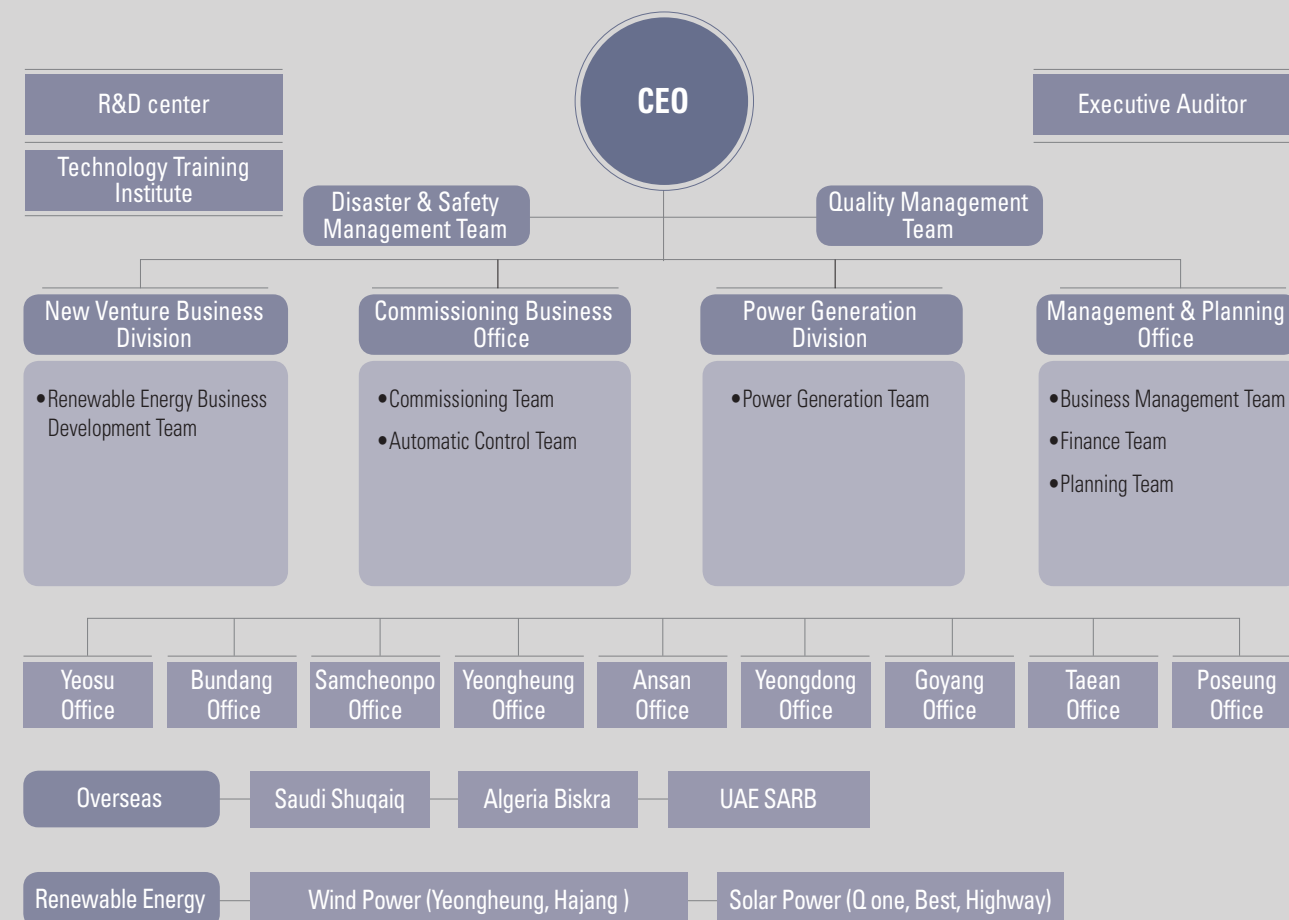 CEO
R&D center
Executive Auditor
Technology Training
Institute
Disaster & Safety
Management Team
Quality Management
Team
New Venture Business
Division
Commissioning Business
Office
Power Generation
Division
Management & Planning
Office
•Renewable Energy Business
Development Team
•Commissioning Team
•Automatic Control Team
•Power Generation Team
•Business Management Team
•Finance Team
•Planning Team
Yeosu
Office
Bundang
Office
Samcheonpo
Office
Yeongheung
Office
Ansan
Office
Yeongdong
Office
Goyang
Office
Taean
Office
Poseung
Office
Overseas
Saudi Shuqaiq
Algeria Biskra
UAE SARB
Renewable Energy
Wind Power (Yeongheung, Hajang )
Solar Power (Q one, Best, Highway)